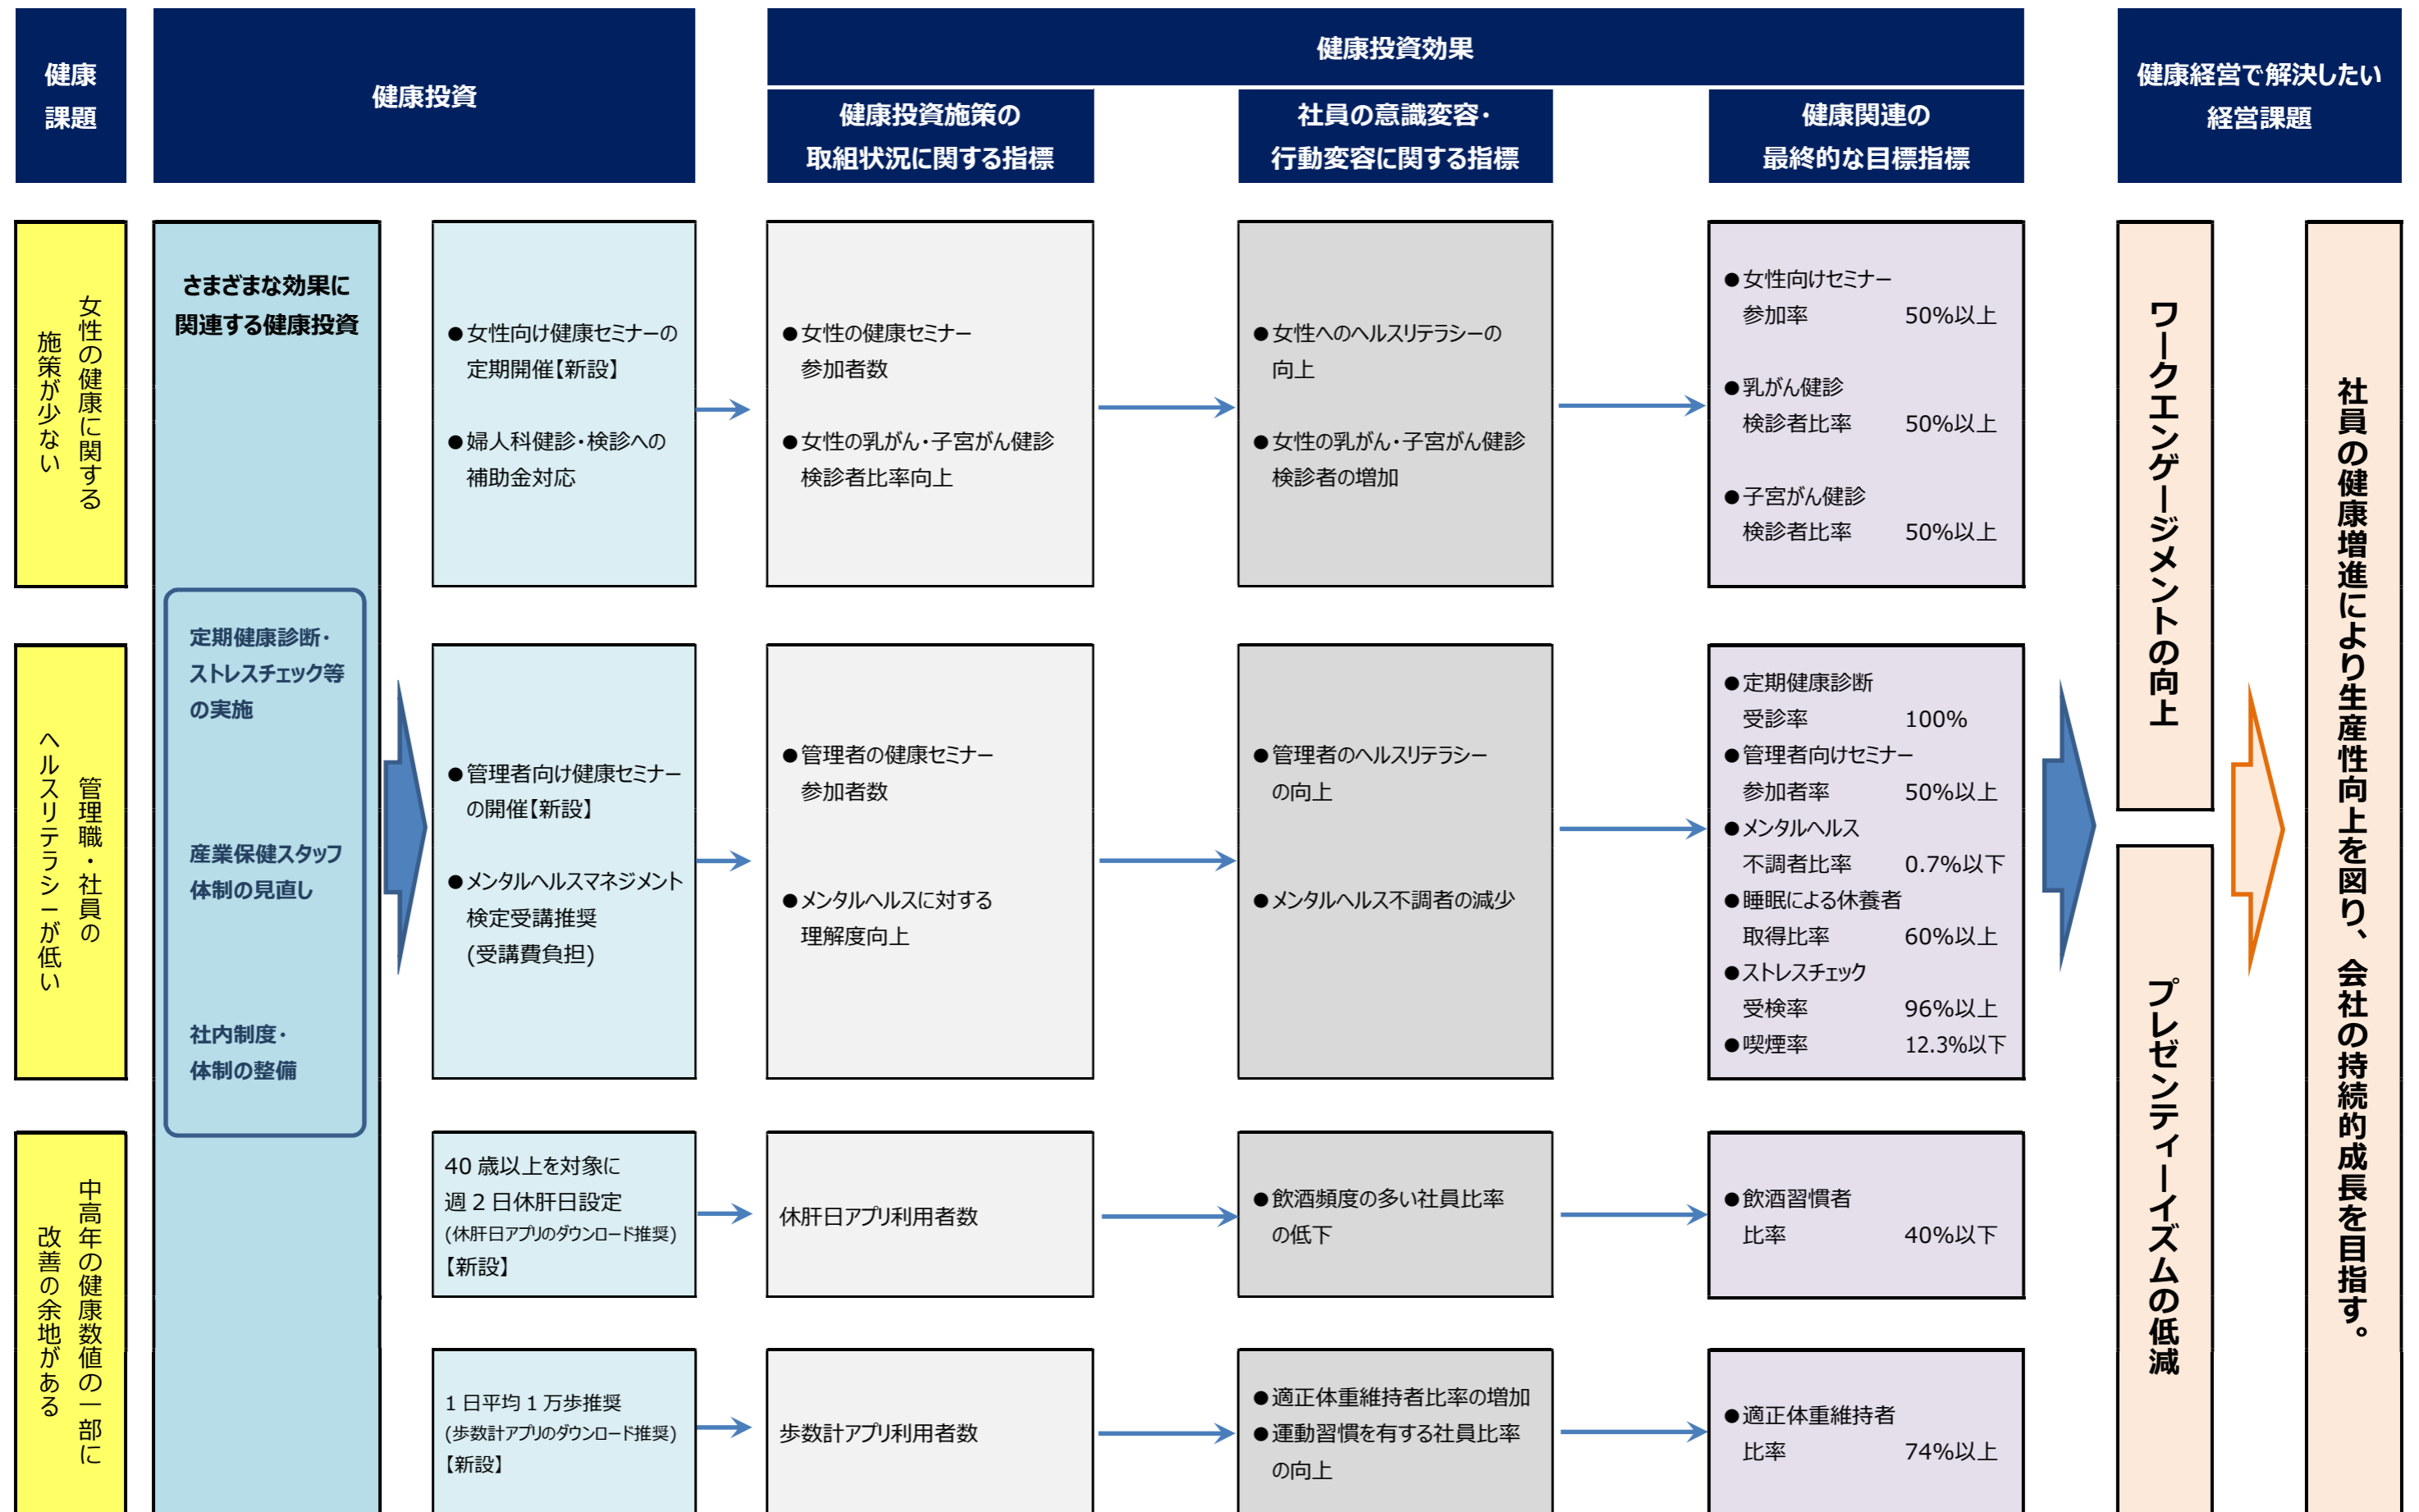 健康
課題
健康投資
健康投資効果
健康投資施策の
取組状況に関する指標
社員の意識変容・
行動変容に関する指標
健康関連の
最終的な目標指標
健康経営で解決したい
経営課題
女性の健康に関する
施策が少ない
さまざまな効果に
関連する健康投資
定期健康診断・
ストレスチェック等
の実施
産業保健スタッフ
体制の見直し
社内制度・
体制の整備
●女性向け健康セミナーの
定期開催【新設】
●婦人科健診・検診への
補助金対応
●女性の健康セミナー
参加者数
●女性の乳がん・子宮がん健診
検診者比率向上
●女性へのヘルスリテラシーの
向上
●女性の乳がん・子宮がん健診
検診者の増加
●女性向けセミナー
参加率 50%以上
●乳がん健診
検診者比率 50%以上
●子宮がん健診
検診者比率 50%以上
管理職・社員の
ヘルスリテラシーが低い
●管理者向け健康セミナー
の開催【新設】
●メンタルヘルスマネジメント
検定受講推奨
(受講費負担)
●管理者の健康セミナー
参加者数
●メンタルヘルスに対する
理解度向上
●管理者のヘルスリテラシー
の向上
●メンタルヘルス不調者の減少
●定期健康診断
受診率 100%
●管理者向けセミナー
参加者率 50%以上
●メンタルヘルス
不調者比率 0.7%以下
●睡眠による休養者
取得比率 60%以上
●ストレスチェック
受検率 96%以上
●喫煙率 12.3%以下
中高年の健康数値の一部に
改善の余地がある
40 歳以上を対象に
週 2 日休肝日設定
(休肝日アプリのダウンロード推奨)
【新設】
休肝日アプリ利用者数
●飲酒頻度の多い社員比率
の低下
●飲酒習慣者
比率 40%以下
1 日平均 1 万歩推奨
(歩数計アプリのダウンロード推奨)
【新設】
歩数計アプリ利用者数
●適正体重維持者比率の増加
●運動習慣を有する社員比率
の向上
●適正体重維持者
比率 74%以上
ワークエンゲージメントの向上
プレゼンティーイズムの低減
社員の健康増進により生産性向上を図り、会社の持続的成長を目指す。